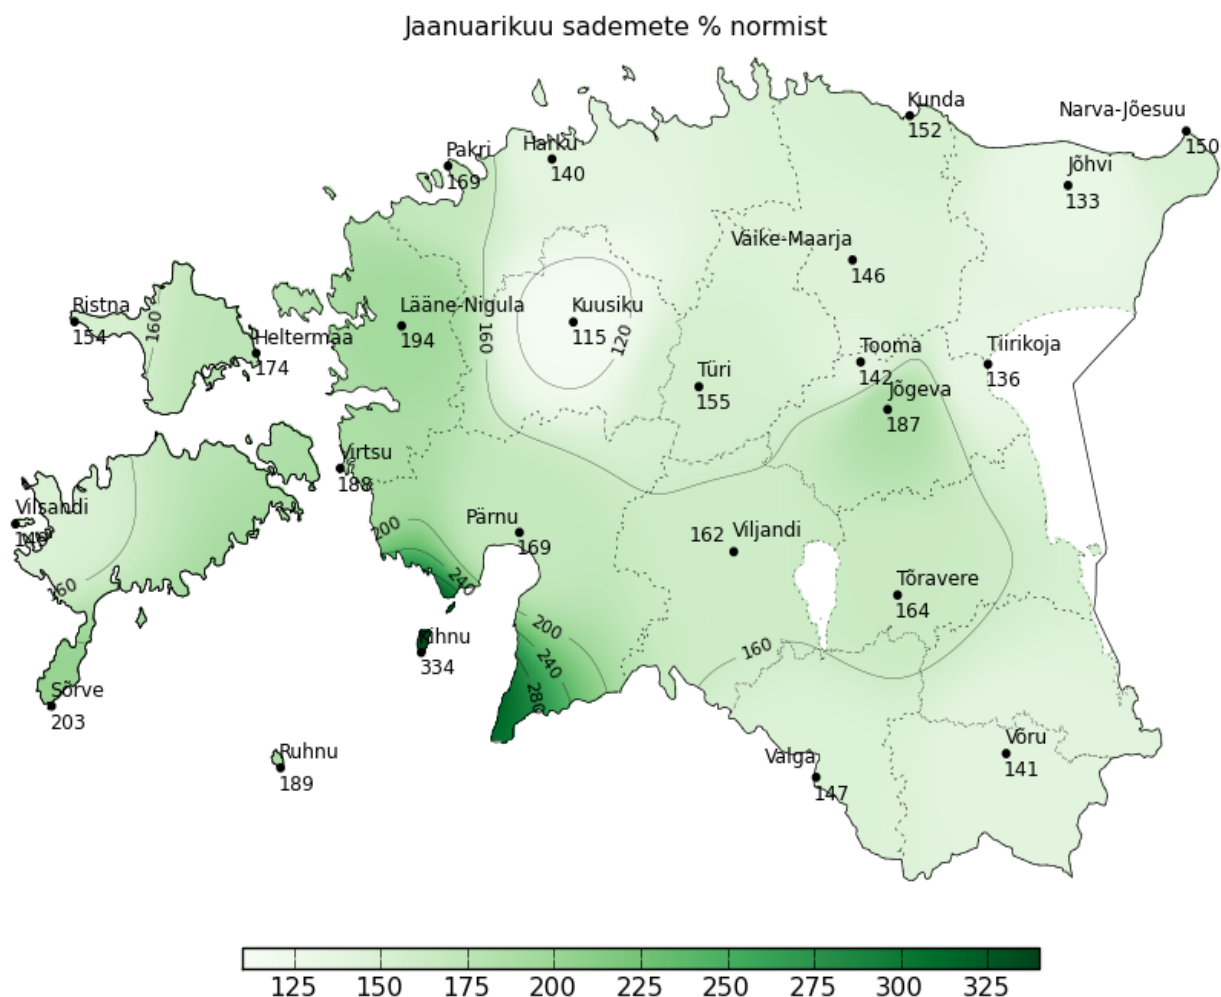 Jaanuarikuu sademete % normist
Kunda
152
Narva-Jõesuu
150
Pakri
169
Harku
140
Jõhvi
133
Väike-Maarja
146
Ristna
154
160
Heltermaa
174
Lääne-Nigula
194
160
Kuusiku
115
120
Türi
155
Tooma
142
Tiirikoja
136
Jõgeva
187
Virtsu
188
Vilsandi
160
200
240
Pärnu
169
162
Viljandi
Tõravere
164
Kihnu
334
200
240
280
160
Sõrve
203
Ruhnu
189
Valga
147
Võru
141
125 150 175 200 225 250 275 300 325